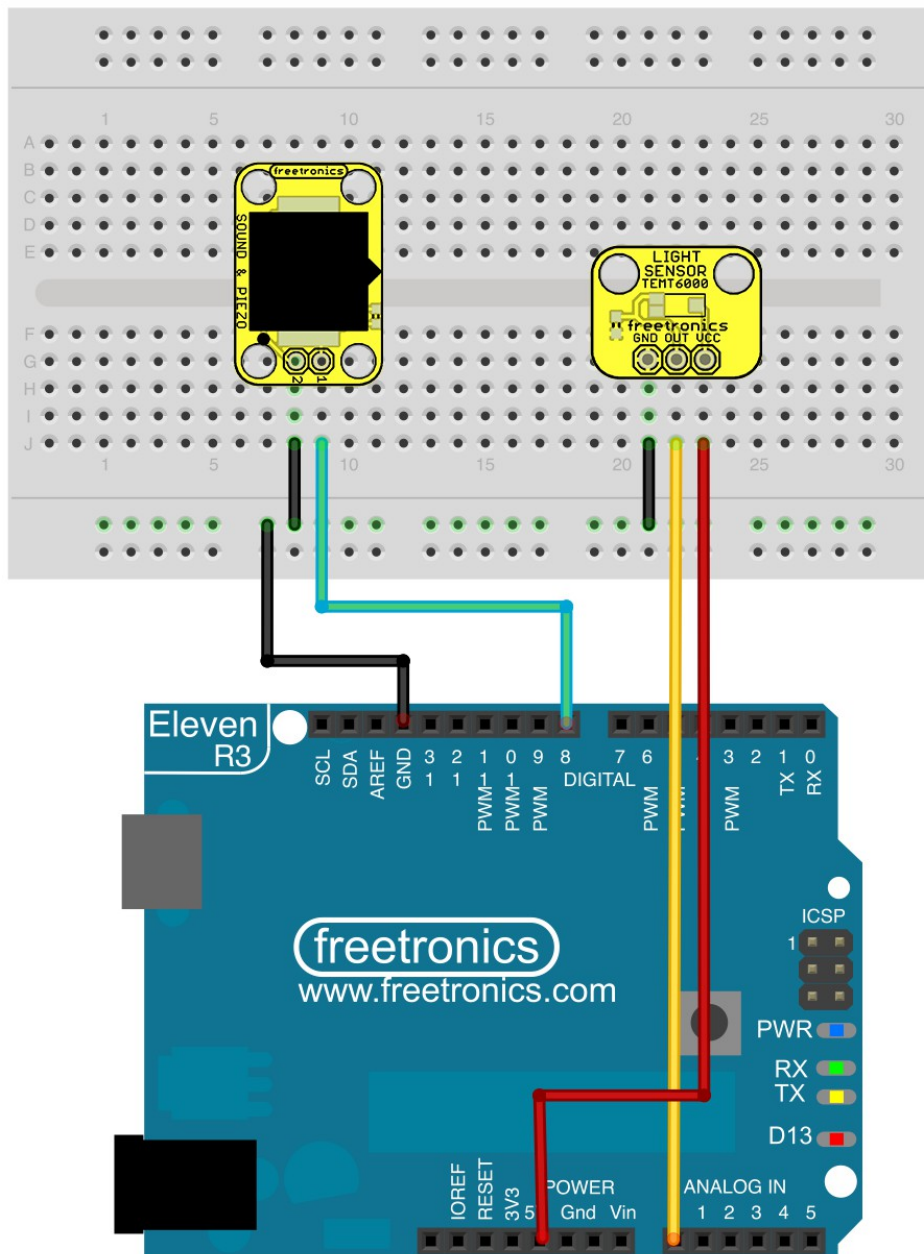 1 5 10 15 20 25 30
A
B
freetronics
C
D
E
SOUND & PIEZO
LIGHT
SENSOR
TEMT6000
freetronics
GND OUT VCC
F
G
H
I
J
2 1
1 5 10 15 20 25 30
Eleven
R3
SCL
SDA
AREF
GND
13
12
PWM 11
PWM 10
PWM 9
8
DIGITAL
7
PWM 6
PWM
PWM 3
2
TX 1
RX 0
ICSP
1
freetronics
www.freetronics.com
PWR
RX
TX
D13
IOREF
RESET
3V3
5
POWER
Gnd
Vin
ANALOG IN
1 2 3 4 5